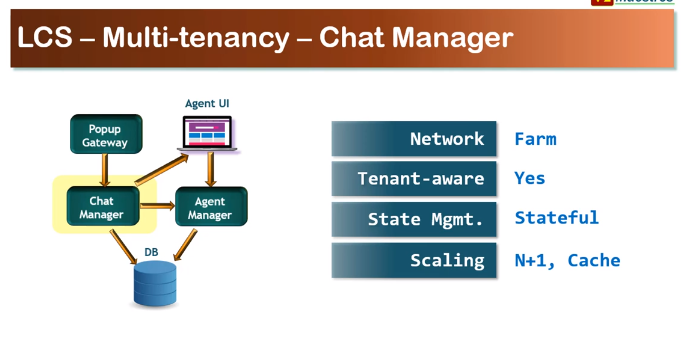 LCS – Multi-tenancy – Chat Manager
Agent UI
Popup
Gateway
Chat
Manager
Agent
Manager
DB
Network Farm
Tenant-aware Yes
State Mgmt. Stateful
Scaling N+1, Cache